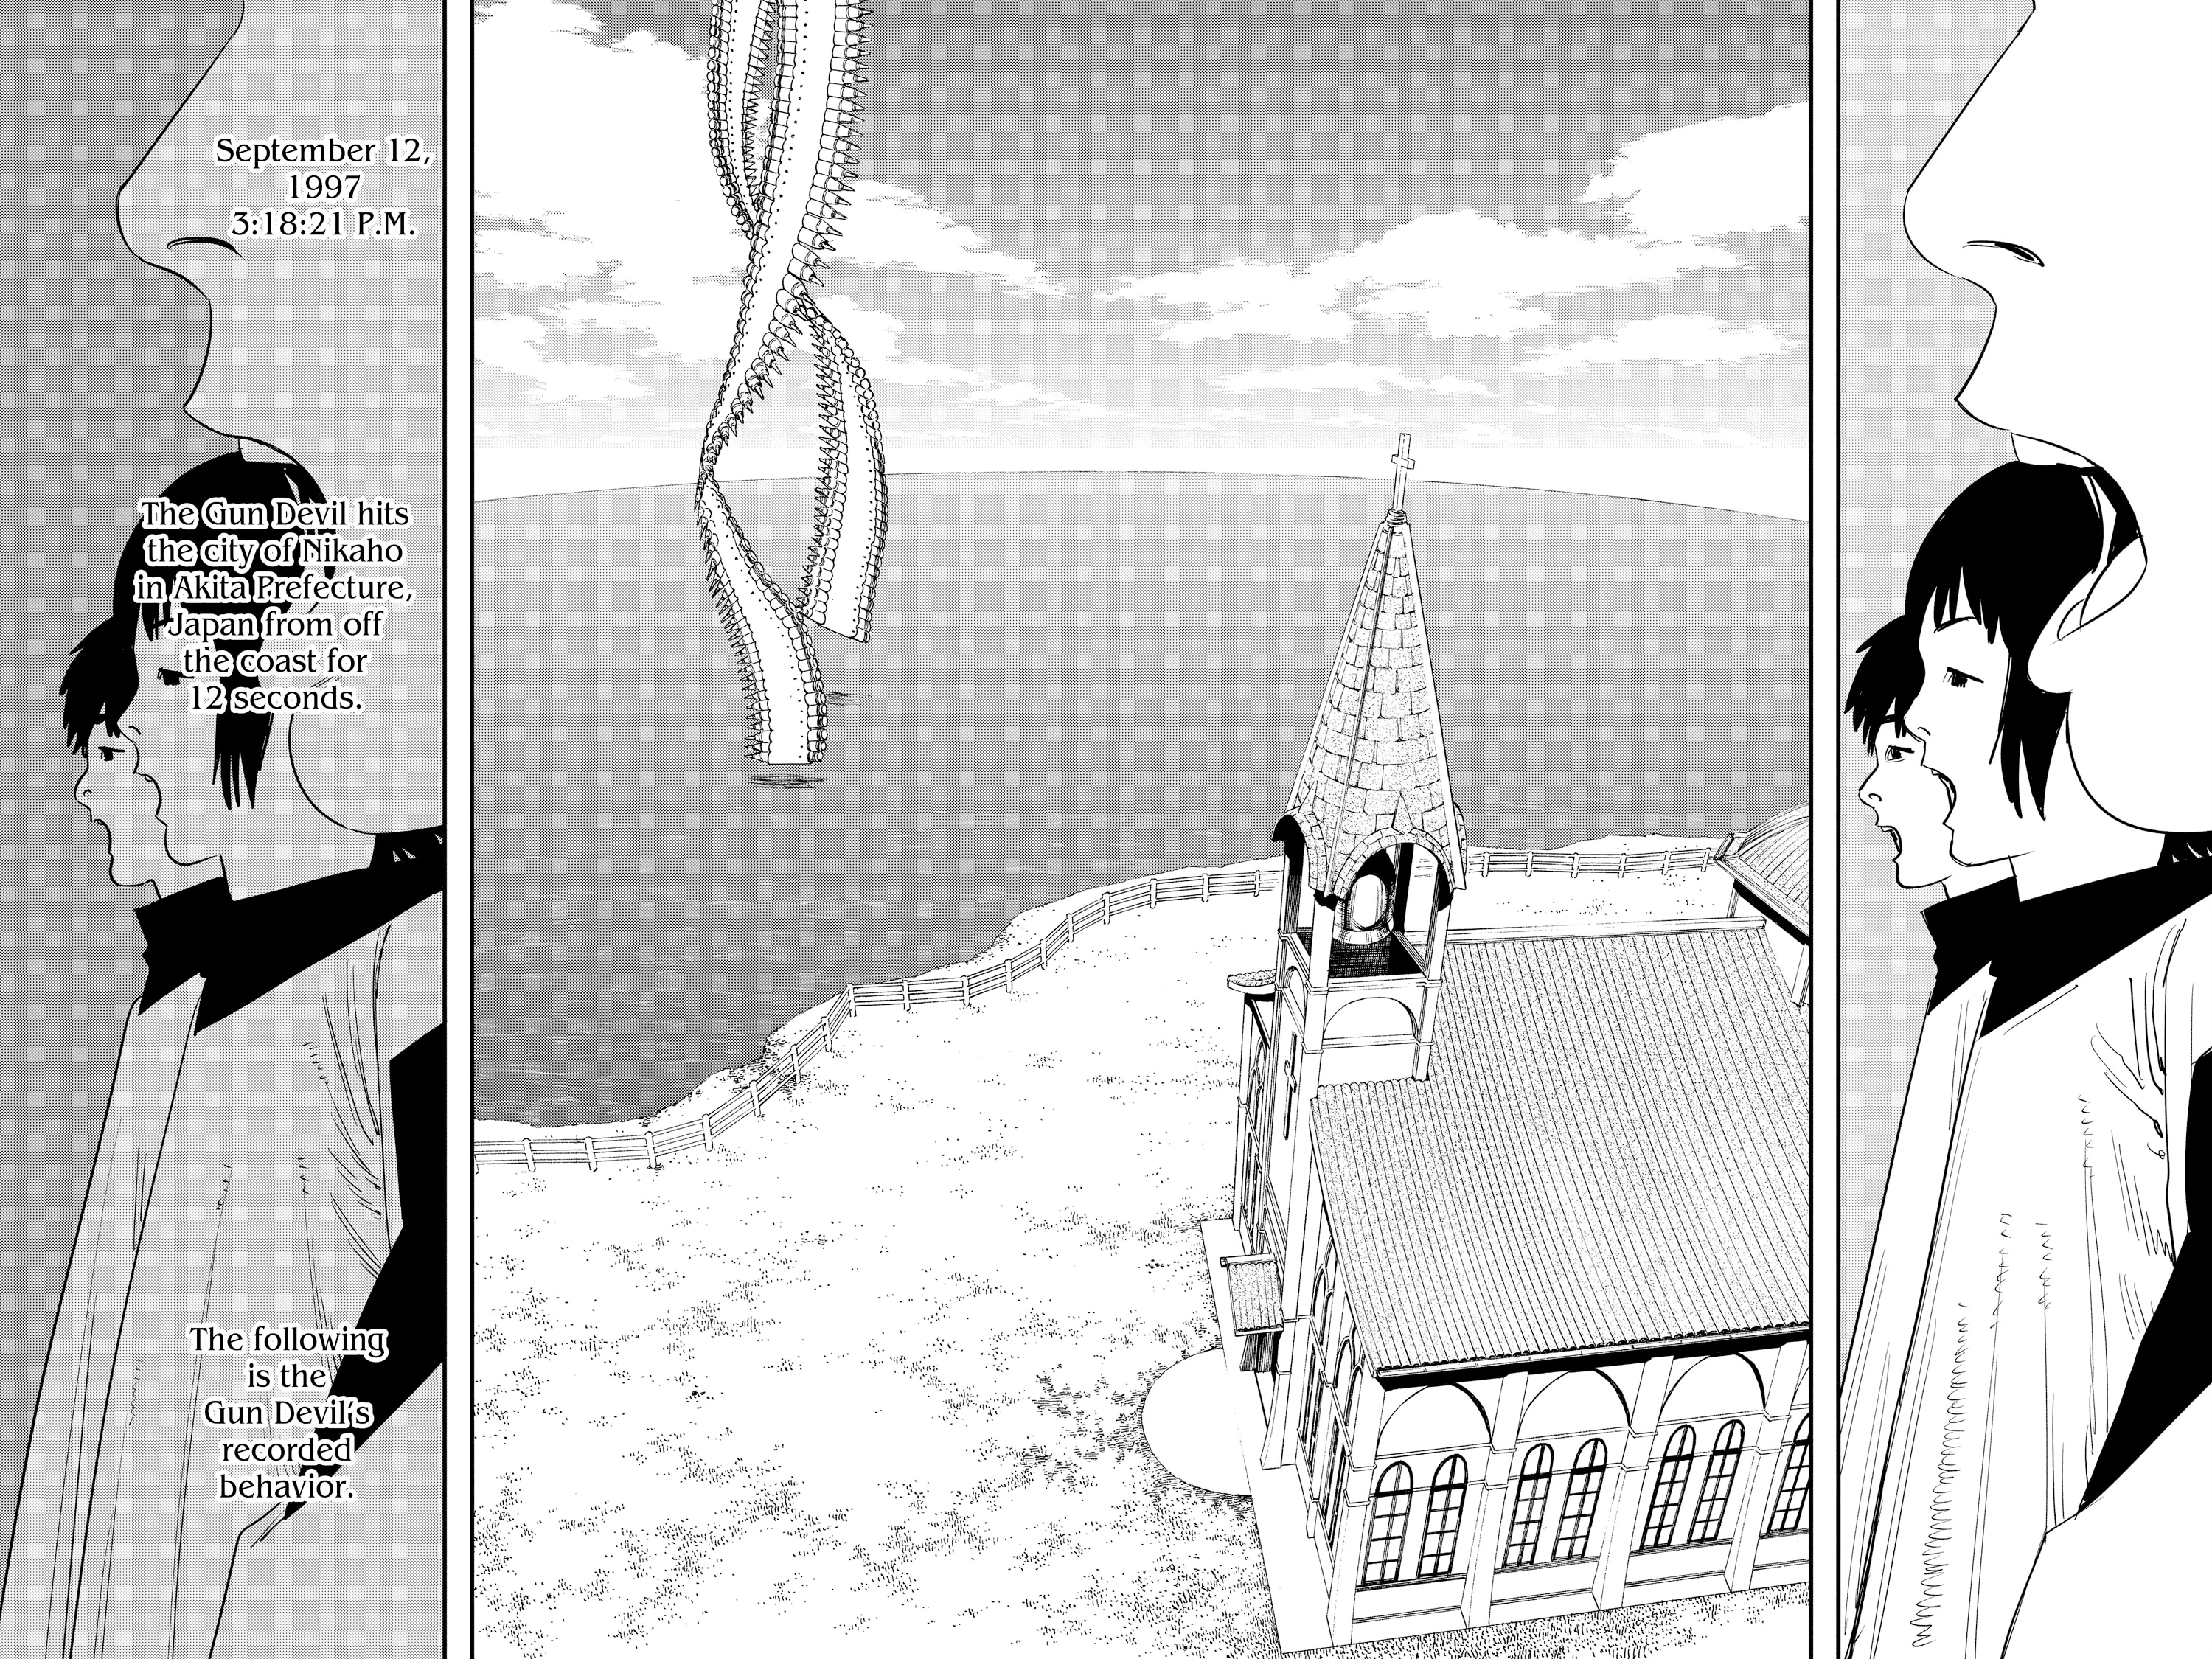 September 12,
1997
3:18:21 P.M.
The Gun Devil hits
the city of Nikaho
in Akita Prefecture,
Japan from off
the coast for
12 seconds.
The following
is the
Gun Devil's
recorded
behavior.